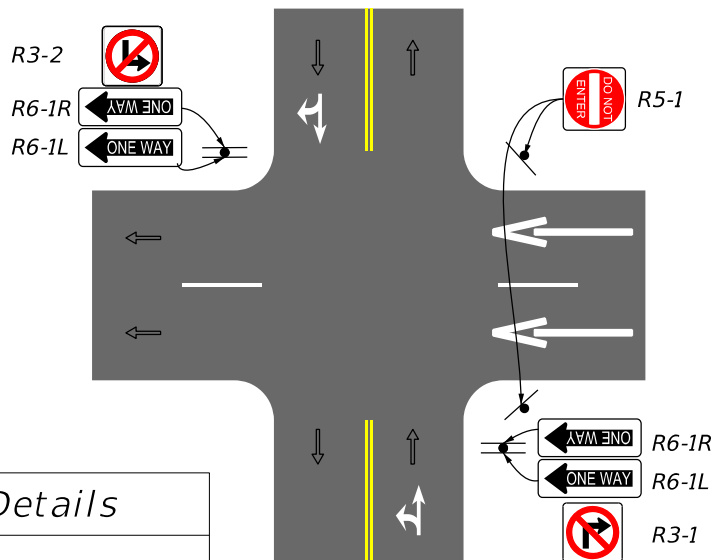 R3-2
R6-1R
ONE WAY
R6-1L
ONE WAY
DO NOT
ENTER
R5-1
ONE WAY
R6-1R
ONE WAY
R6-1L
R3-1
Details